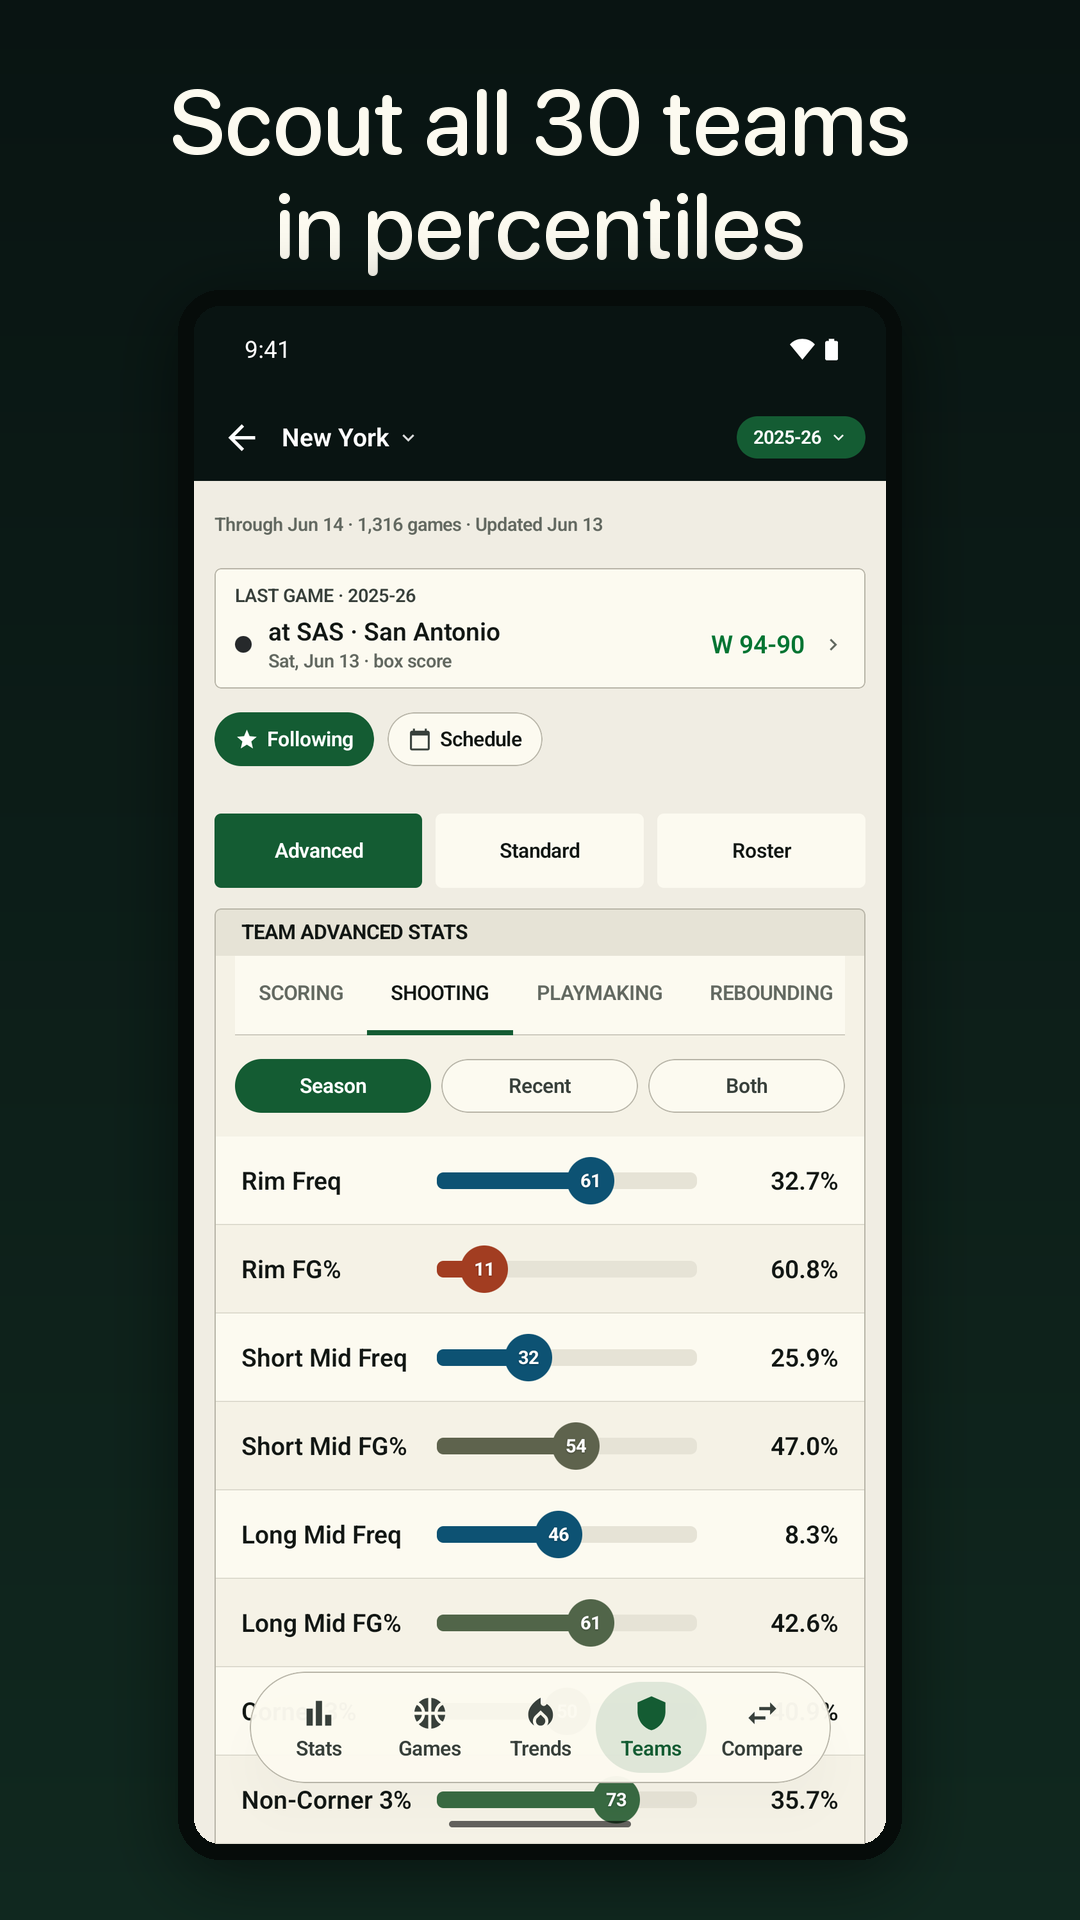 Scout all 30 teams
in percentiles
9:41
New York
2025-26
Through Jun 14 · 1,316 games · Updated Jun 13
LAST GAME · 2025-26
at SAS · San Antonio
Sat, Jun 13 · box score
W 94-90
Following
Schedule
Advanced
Standard
Roster
TEAM ADVANCED STATS
SCORING
SHOOTING
PLAYMAKING
REBOUNDING
Season
Recent
Both
Rim Freq
61
32.7%
Rim FG%
11
60.8%
Short Mid Freq
32
25.9%
Short Mid FG%
54
47.0%
Long Mid Freq
46
8.3%
Long Mid FG%
61
42.6%
Corner 3%
Stats
Games
Trends
Teams
Compare
Non-Corner 3%
73
35.7%